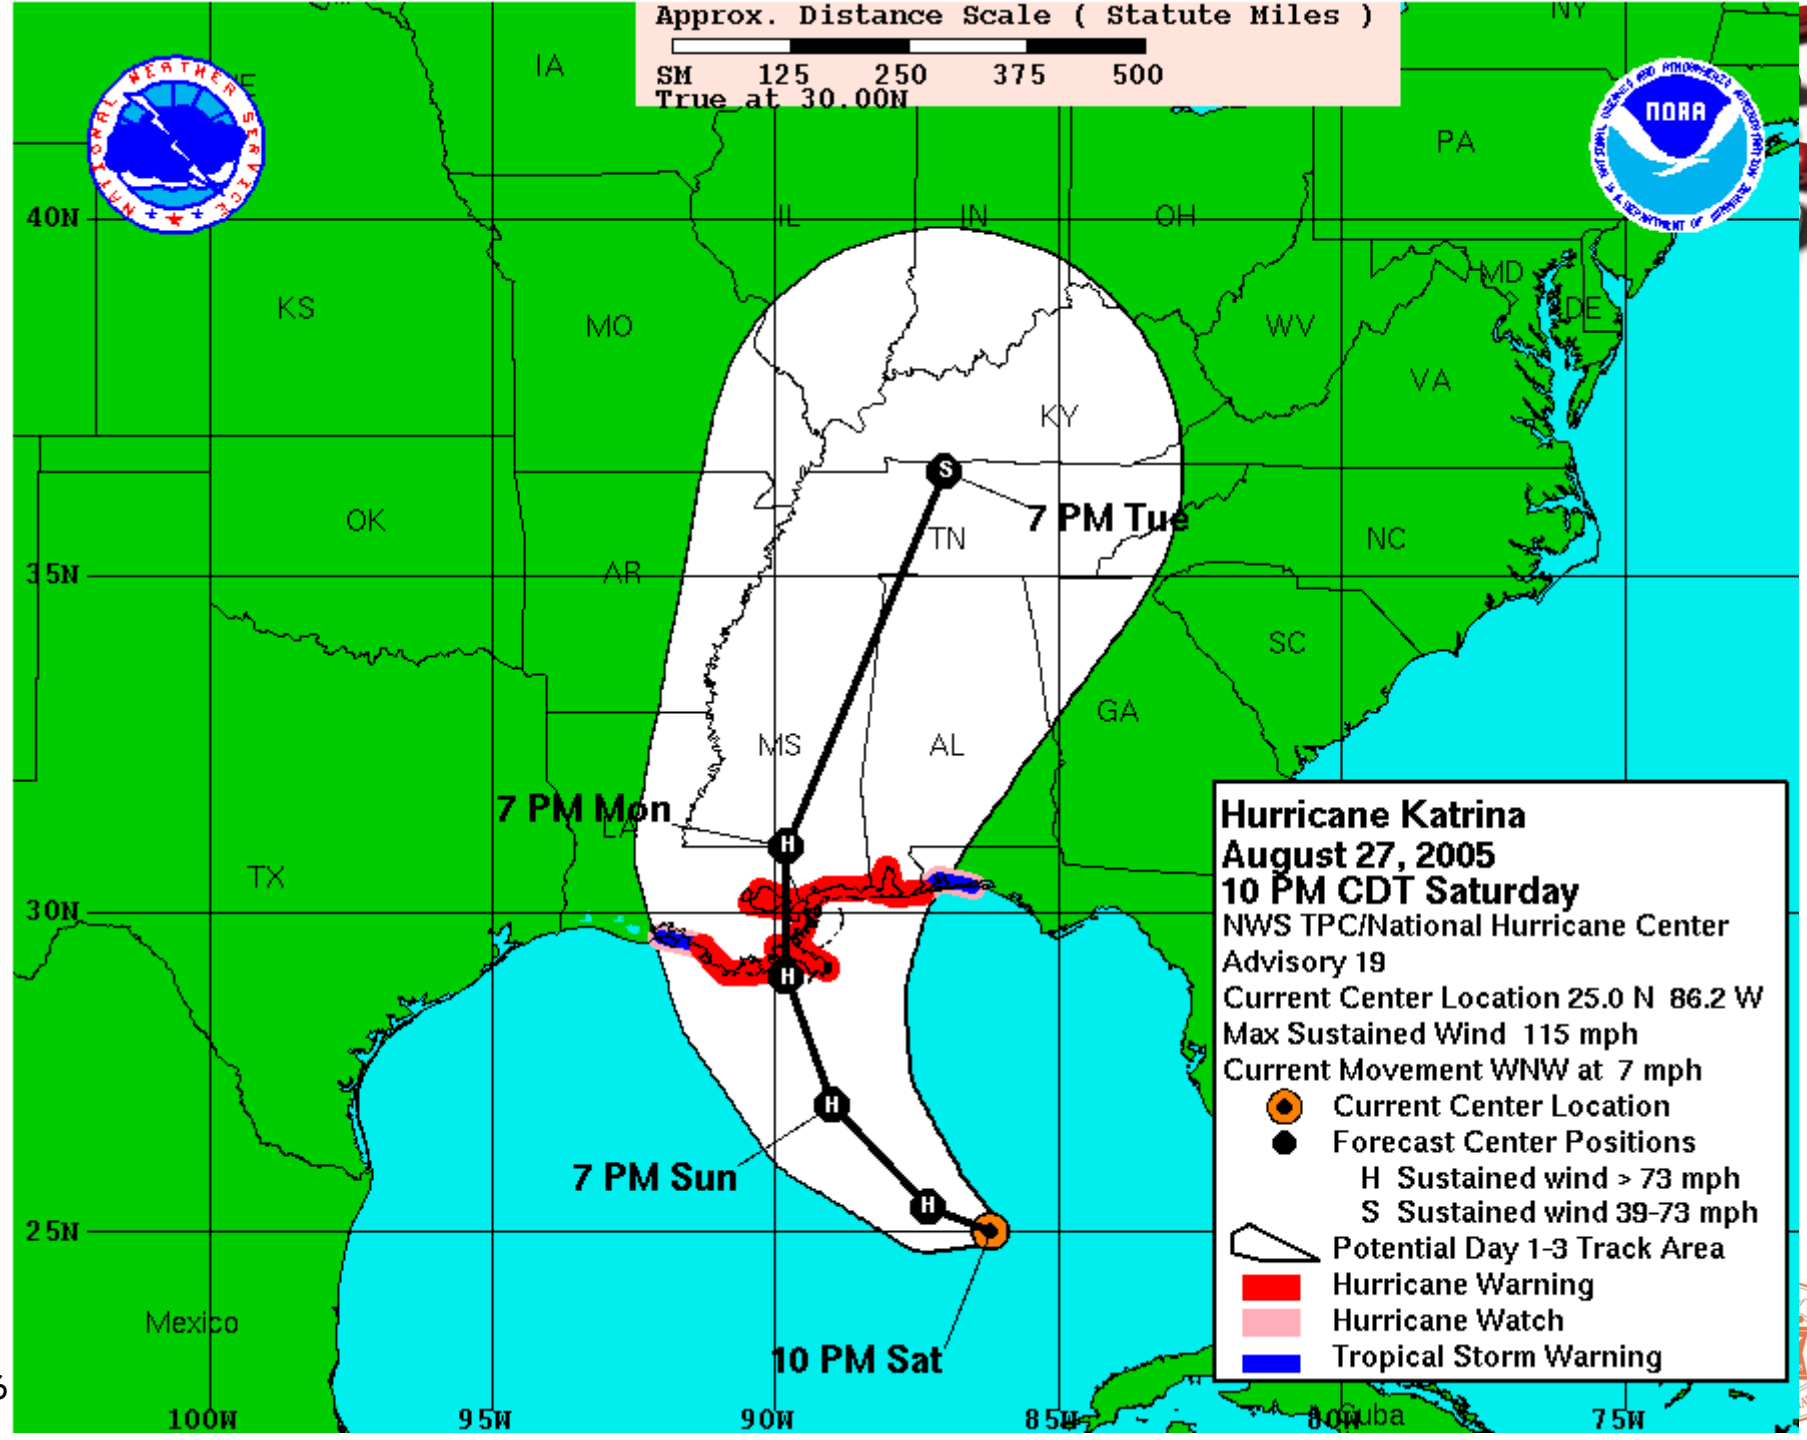 Approx. Distance Scale ( Statute Miles )
SM 125 250 375 500
True at 30.00N
NATIONAL WEATHER SERVICE
NOAA
NY
IA
PA
40N
IL
IN
OH
MD
DE
KS
MO
WV
VA
KY
S
7 PM Tue
OK
TN
NC
AR
35N
SC
GA
MS
AL
7 PM Mon
LA
H
TX
30N
H
H
7 PM Sun
H
25N
Mexico
10 PM Sat
Cuba
100W 95W 90W 85W 80W 75W
Hurricane Katrina
August 27, 2005
10 PM CDT Saturday
NWS TPC/National Hurricane Center
Advisory 19
Current Center Location 25.0 N 86.2 W
Max Sustained Wind 115 mph
Current Movement WNW at 7 mph
Current Center Location
Forecast Center Positions
H Sustained wind > 73 mph
S Sustained wind 39-73 mph
Potential Day 1-3 Track Area
Hurricane Warning
Hurricane Watch
Tropical Storm Warning